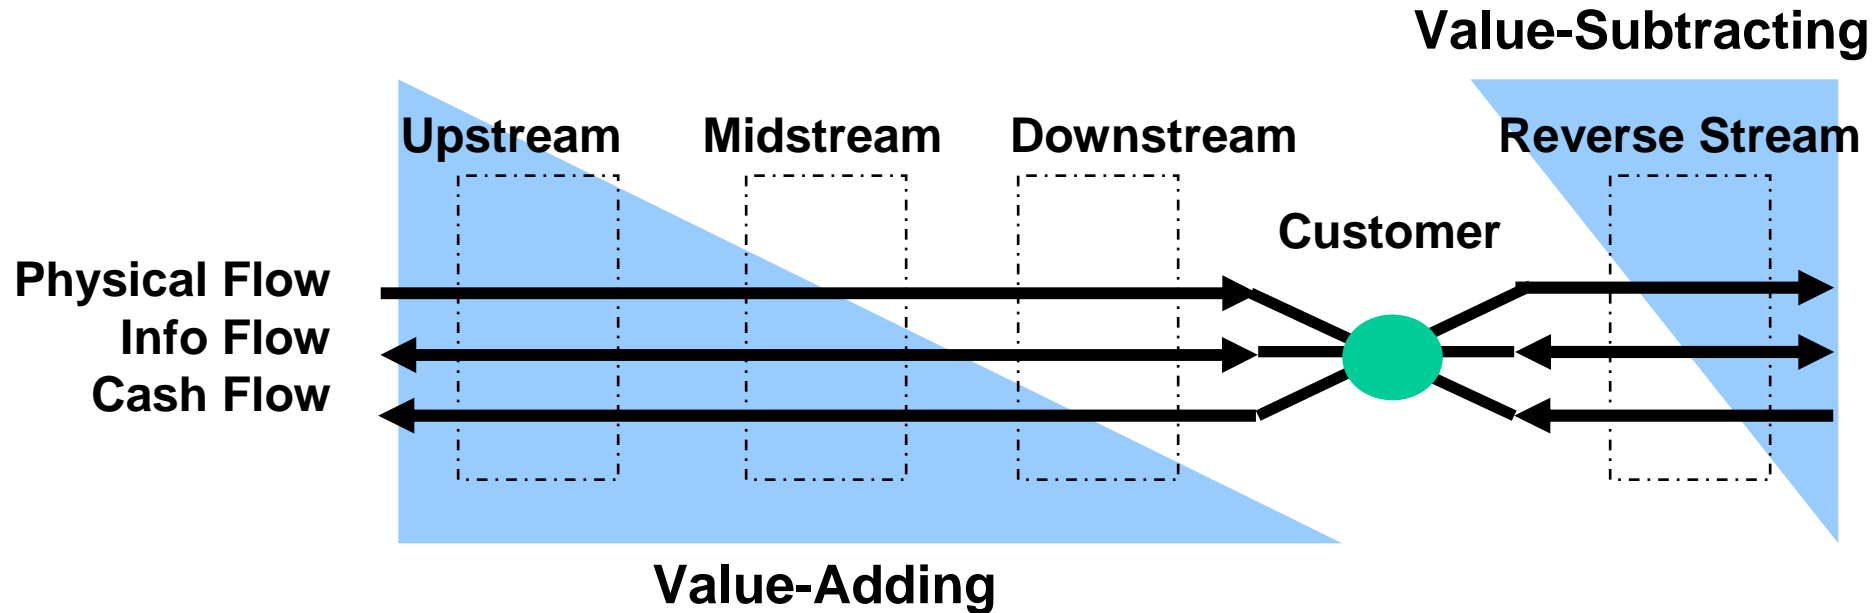 Value-Subtracting
Upstream Midstream Downstream Reverse Stream
Customer
Physical Flow
Info Flow
Cash Flow
Value-Adding